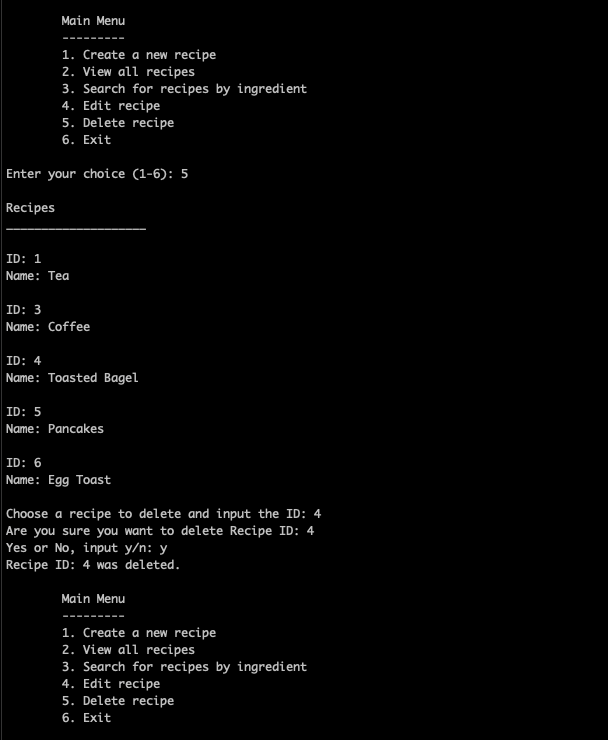 Main Menu
---------
1. Create a new recipe
2. View all recipes
3. Search for recipes by ingredient
4. Edit recipe
5. Delete recipe
6. Exit
Enter your choice (1-6): 5
Recipes
____________________
ID: 1
Name: Tea
ID: 3
Name: Coffee
ID: 4
Name: Toasted Bagel
ID: 5
Name: Pancakes
ID: 6
Name: Egg Toast
Choose a recipe to delete and input the ID: 4
Are you sure you want to delete Recipe ID: 4
Yes or No, input y/n: y
Recipe ID: 4 was deleted.
Main Menu
---------
1. Create a new recipe
2. View all recipes
3. Search for recipes by ingredient
4. Edit recipe
5. Delete recipe
6. Exit